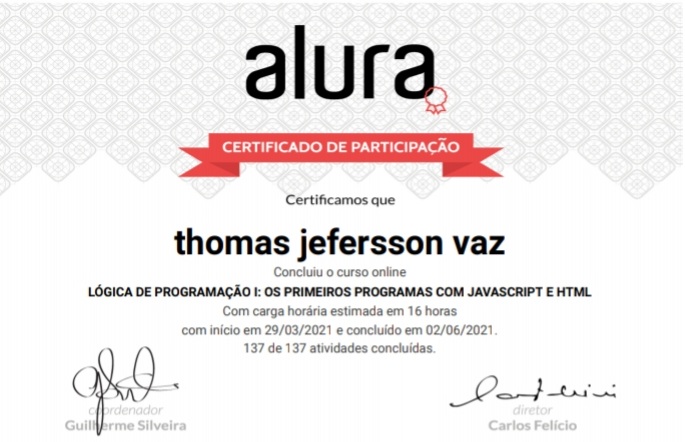 alura
CERTIFICADO DE PARTICIPAÇÃO
Certificamos que
thomas jefersson vaz
Concluiu o curso online
LÓGICA DE PROGRAMAÇÃO I: OS PRIMEIROS PROGRAMAS COM JAVASCRIPT E HTML
Com carga horária estimada em 16 horas
com início em 29/03/2021 e concluído em 02/06/2021.
137 de 137 atividades concluídas.
coordenador
Guilherme Silveira
diretor
Carlos Felício